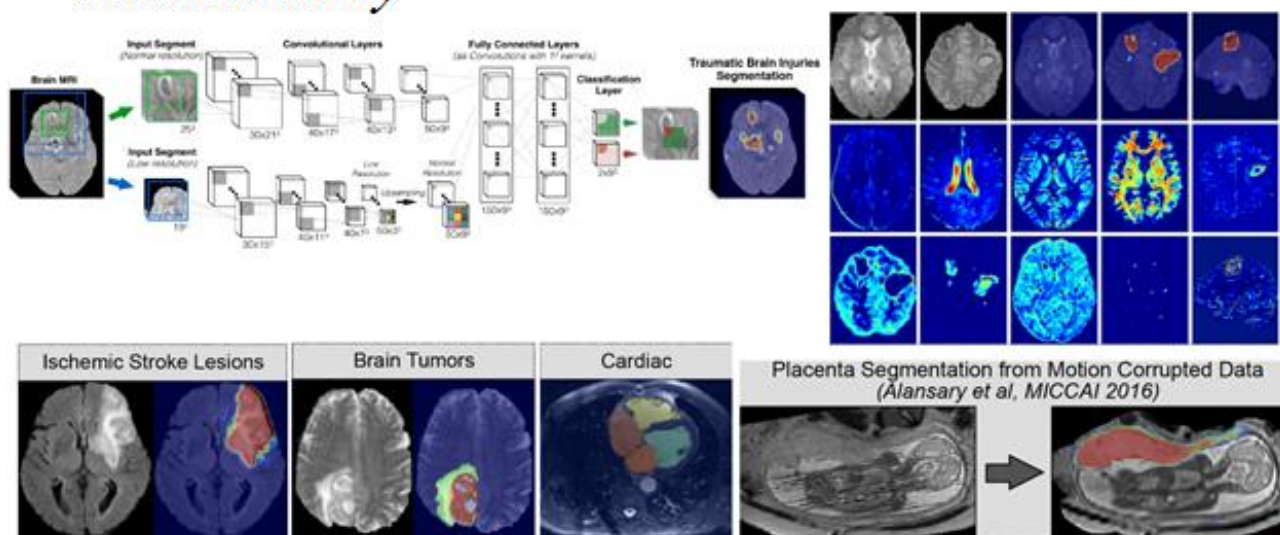 Input Segment
(Normal resolution)
Convolutional Layers
Fully Connected Layers
(as Convolutions with 1³ kernels)
Brain MRI
Classification
Layer
Traumatic Brain Injuries
Segmentation
25³
30x21³
40x17³
40x13³
50x9³
Input Segment
(Low resolution)
Low
Resolution
Upsampling
Normal
Resolution
2x9³
19³
30x15³
40x11³
40x7³
50x3³
50x9³
150x9³
150x9³
Ischemic Stroke Lesions
Brain Tumors
Cardiac
Placenta Segmentation from Motion Corrupted Data
(Alansary et al, MICCAI 2016)